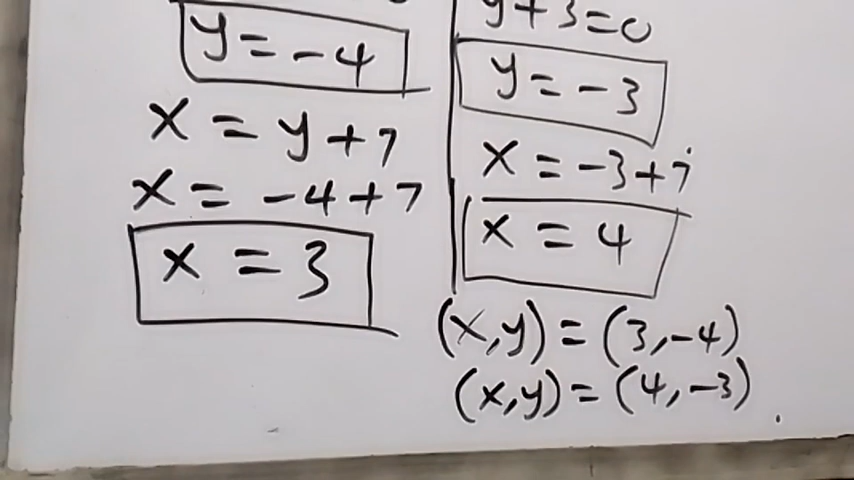 y = -4
x = y + 7
x = -4 + 7
x = 3
y + 3 = 0
y = -3
x = -3 + 7
x = 4
(x, y) = (3, -4)
(x, y) = (4, -3)